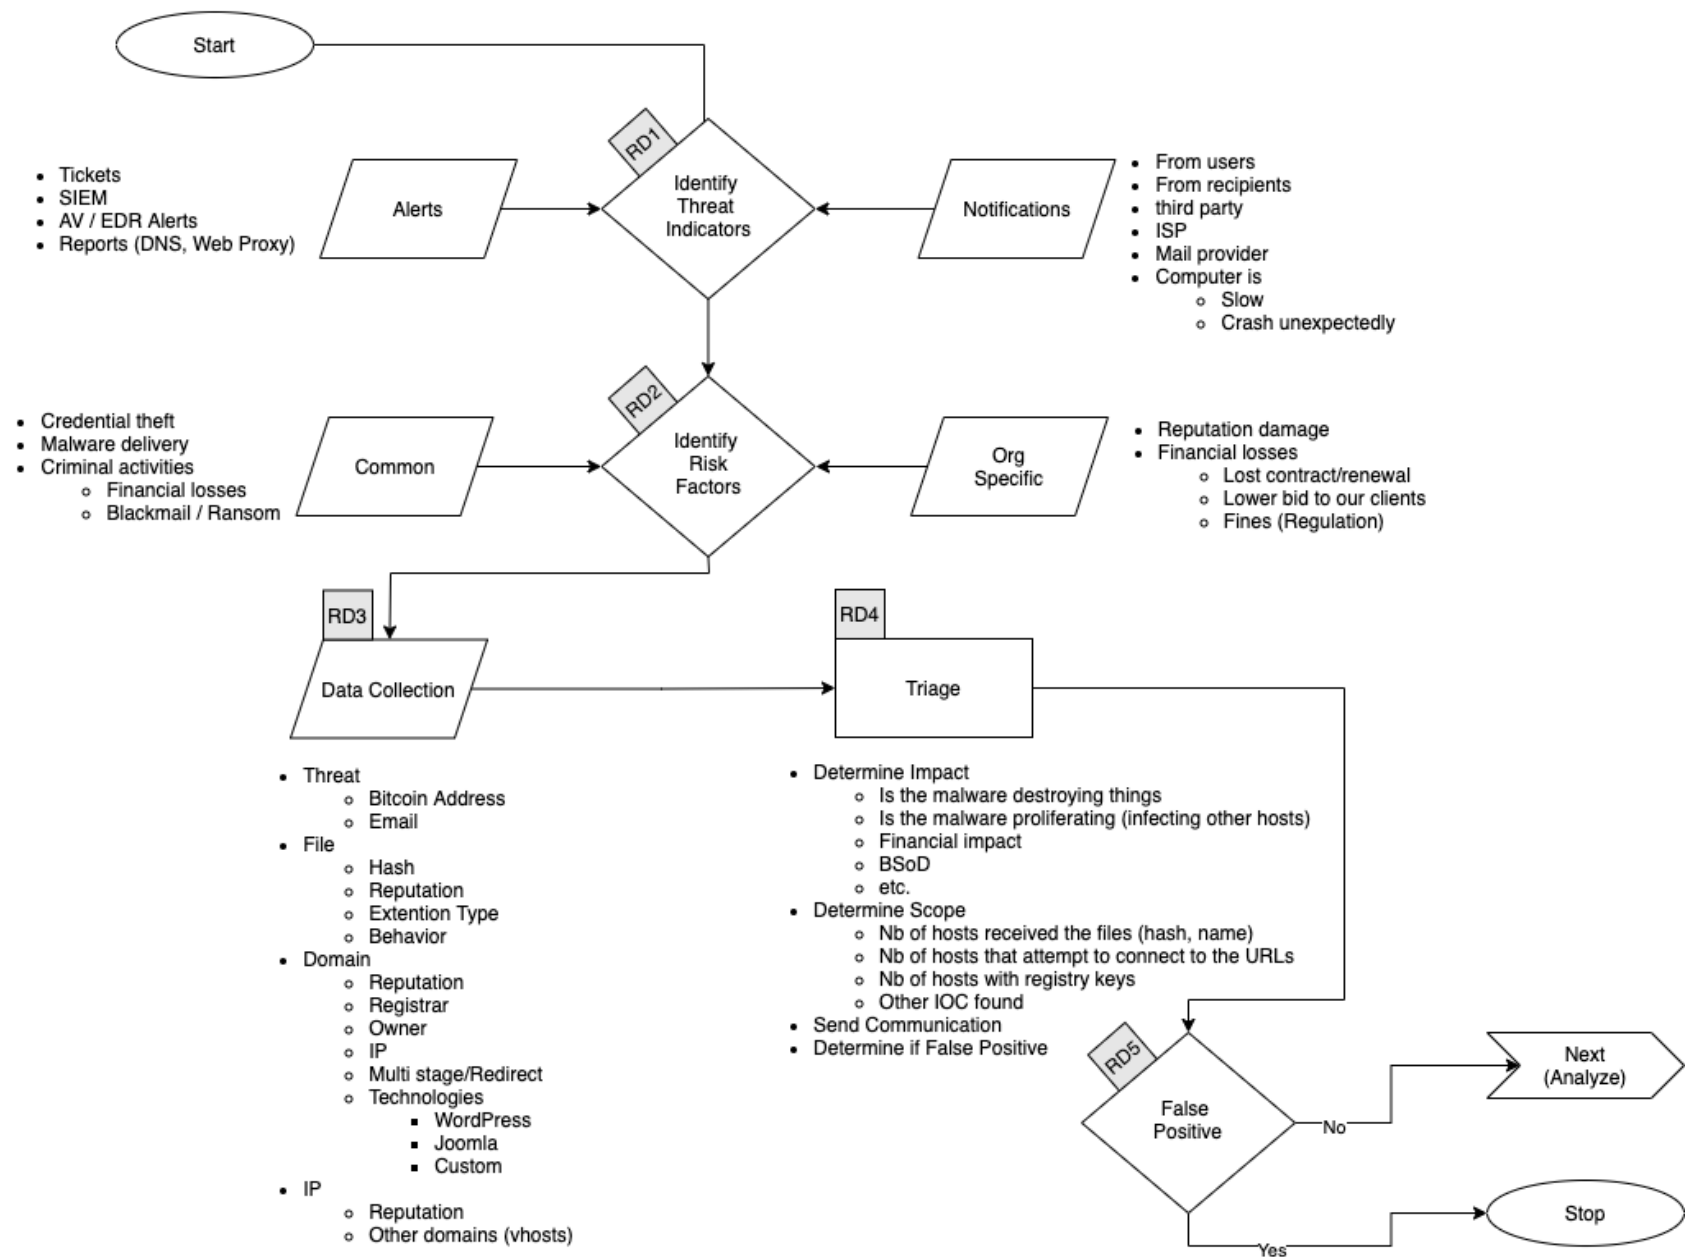 Start
RD1
Tickets
SIEM
AV / EDR Alerts
Reports (DNS, Web Proxy)
Alerts
Identify
Threat
Indicators
Notifications
From users
From recipients
third party
ISP
Mail provider
Computer is
Slow
Crash unexpectedly
RD2
Credential theft
Malware delivery
Criminal activities
Financial losses
Blackmail / Ransom
Common
Identify
Risk
Factors
Org
Specific
Reputation damage
Financial losses
Lost contract/renewal
Lower bid to our clients
Fines (Regulation)
RD3
Data Collection
Threat
Bitcoin Address
Email
File
Hash
Reputation
Extention Type
Behavior
Domain
Reputation
Registrar
Owner
IP
Multi stage/Redirect
Technologies
WordPress
Joomla
Custom
IP
Reputation
Other domains (vhosts)
RD4
Triage
Determine Impact
Is the malware destroying things
Is the malware proliferating (infecting other hosts)
Financial impact
BSoD
etc.
Determine Scope
Nb of hosts received the files (hash, name)
Nb of hosts that attempt to connect to the URLs
Nb of hosts with registry keys
Other IOC found
Send Communication
Determine if False Positive
RD5
False
Positive
No
Next
(Analyze)
Yes
Stop